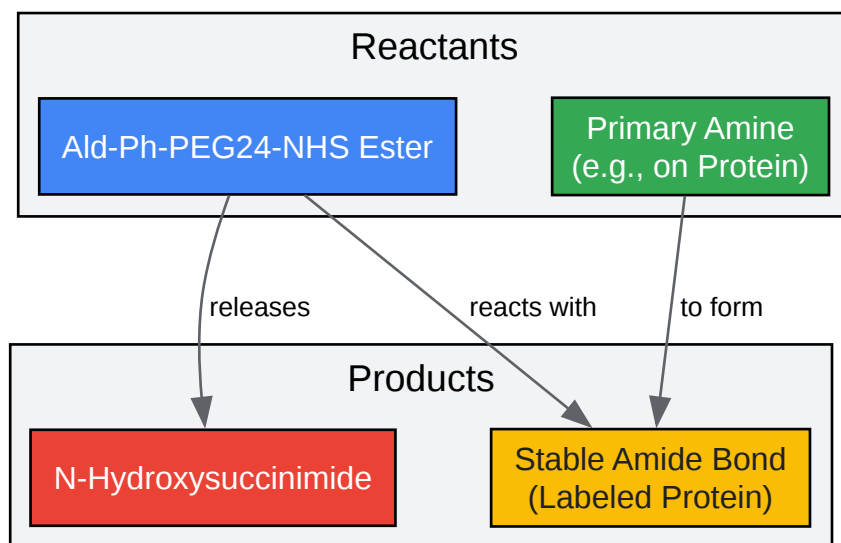 Reactants
Ald-Ph-PEG24-NHS Ester
Primary Amine
(e.g., on Protein)
releases
reacts with
to form
Products
N-Hydroxysuccinimide
Stable Amide Bond
(Labeled Protein)